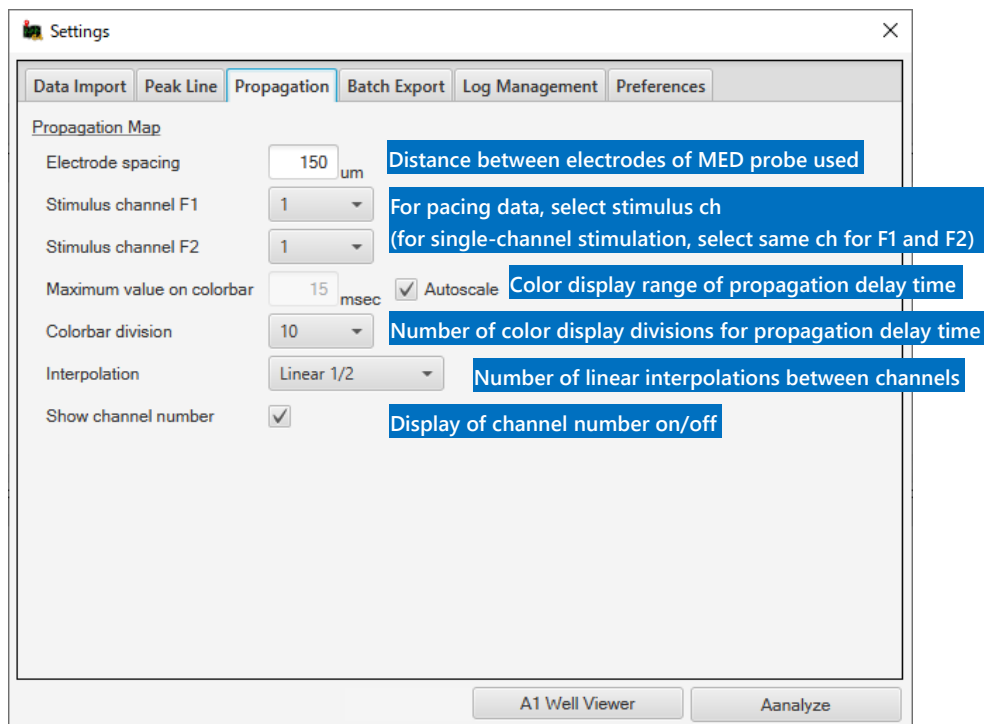 Settings
Data Import Peak Line Propagation Batch Export Log Management Preferences
Propagation Map
Electrode spacing 150 um Distance between electrodes of MED probe used
Stimulus channel F1 1 For pacing data, select stimulus ch
(for single-channel stimulation, select same ch for F1 and F2)
Stimulus channel F2 1
Maximum value on colorbar 15 msec Autoscale Color display range of propagation delay time
Colorbar division 10 Number of color display divisions for propagation delay time
Interpolation Linear 1/2 Number of linear interpolations between channels
Show channel number Display of channel number on/off
A1 Well Viewer Aanalyze